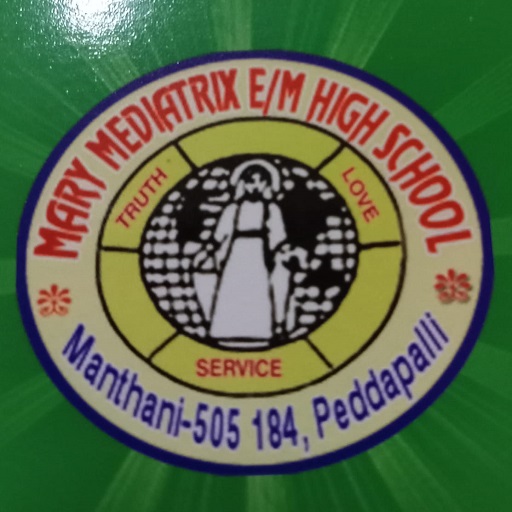 MARY MEDIATRIX E/M HIGH SCHOOL
TRUTH
LOVE
SERVICE
Manthani-505 184, Peddapalli